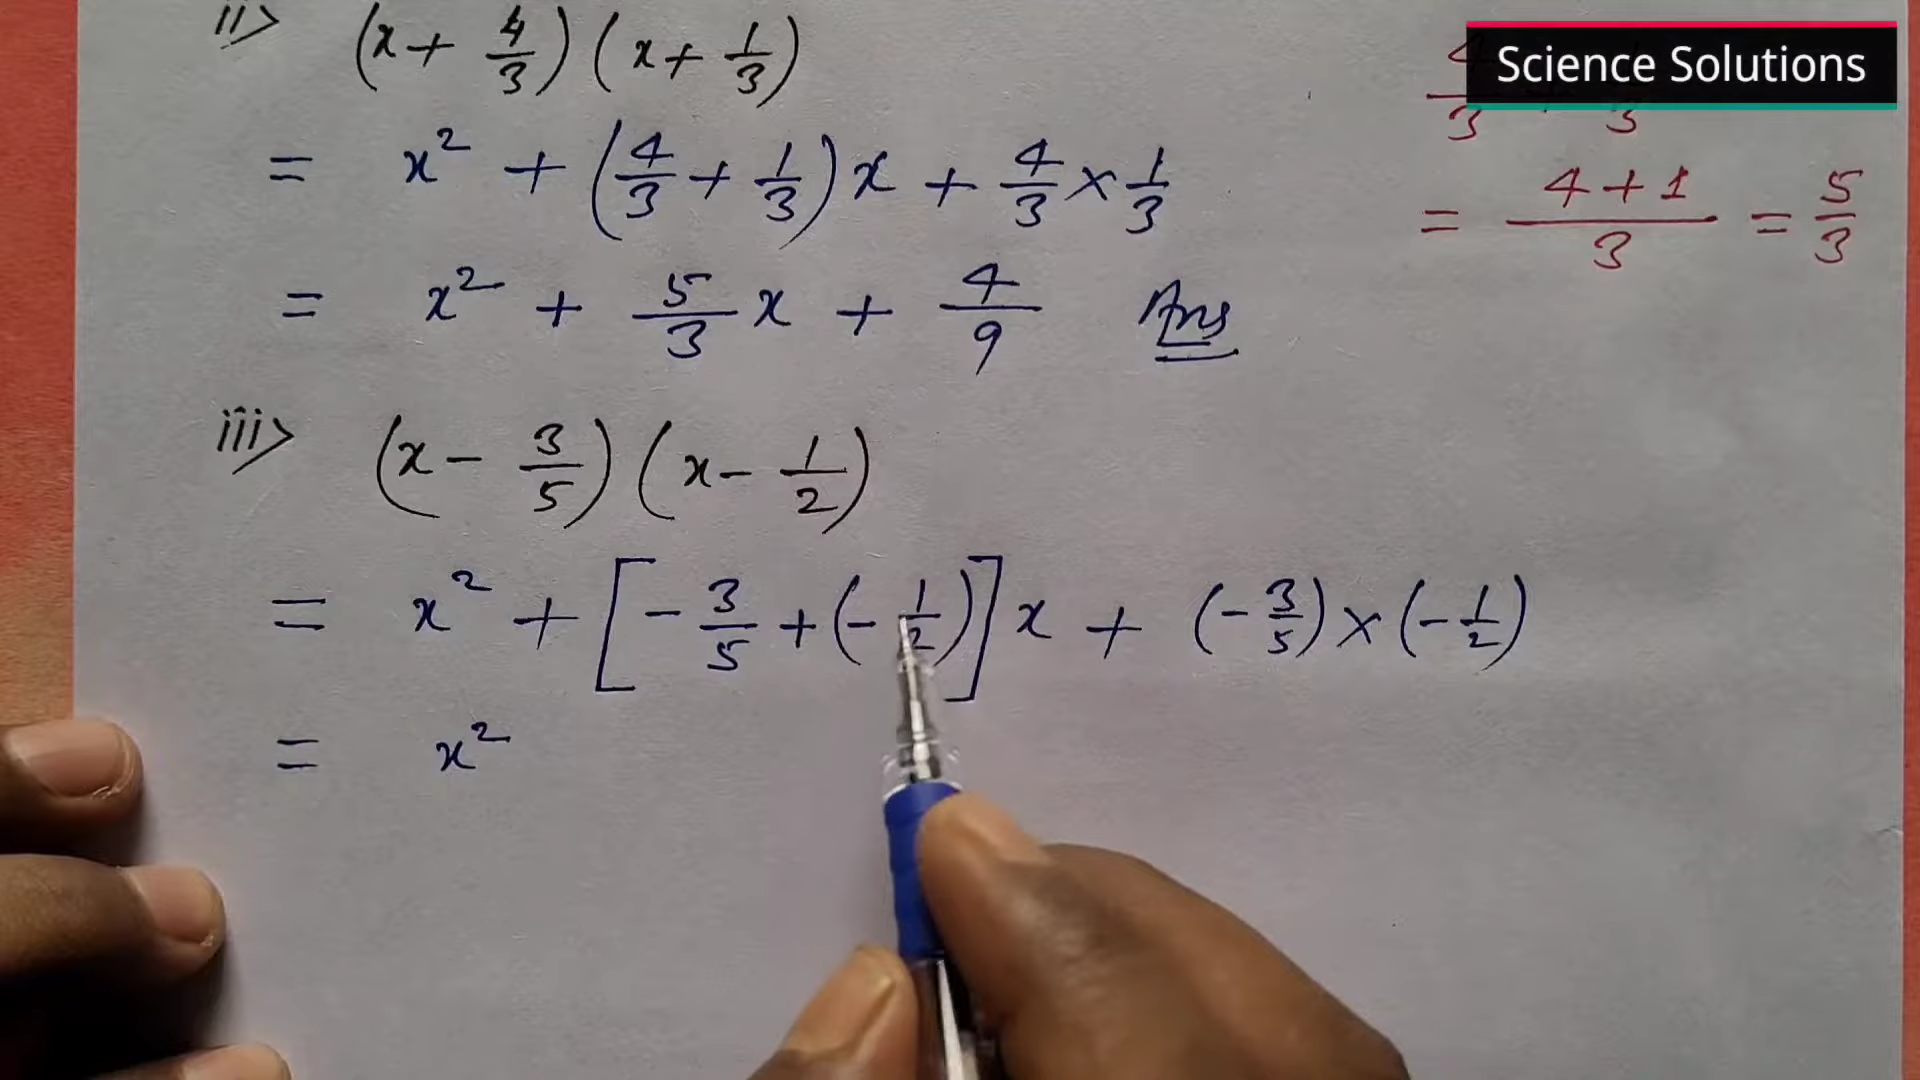 ii> (x + 4/3) (x + 1/3)
= x² + (4/3 + 1/3) x + 4/3 × 1/3
= x² + 5/3 x + 4/9 Ans
iii> (x - 3/5) (x - 1/2)
= x² + [- 3/5 + (- 1/2)] x + (- 3/5) × (- 1/2)
= x²
Science Solutions
= 4 + 1 / 3 = 5/3